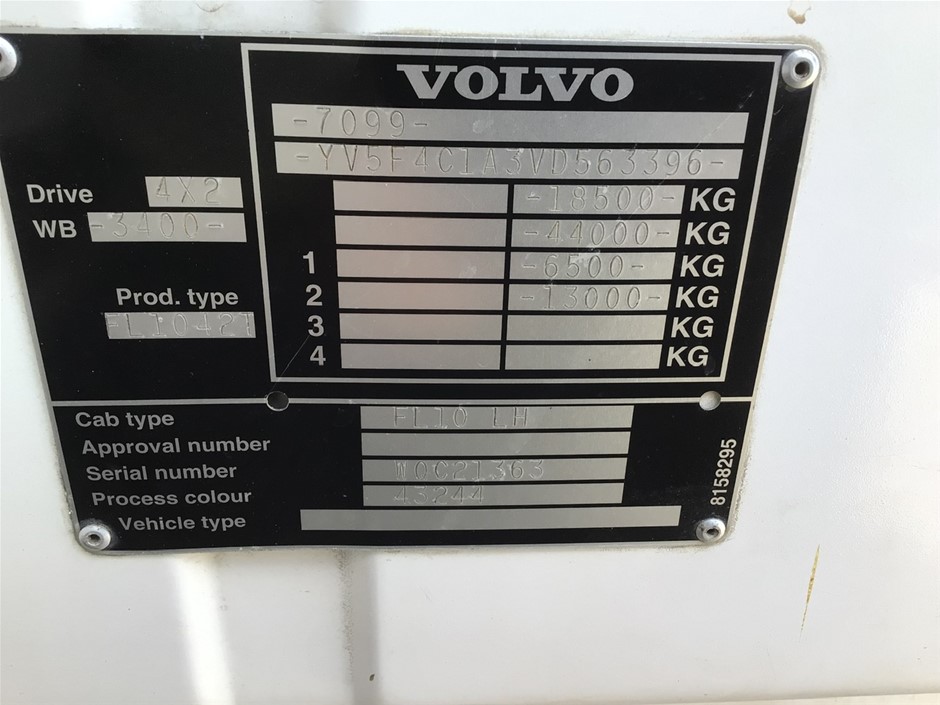 VOLVO
-7099-
-YV5F4C1A3VD563396-
Drive 4X2
-18500- KG
WB -3400-
-44000- KG
1 -6500- KG
Prod. type
2 -13000- KG
FL1042T
3 KG
4 KG
Cab type FL10 LH
Approval number
Serial number W0C21363
Process colour 43244
Vehicle type
8158295